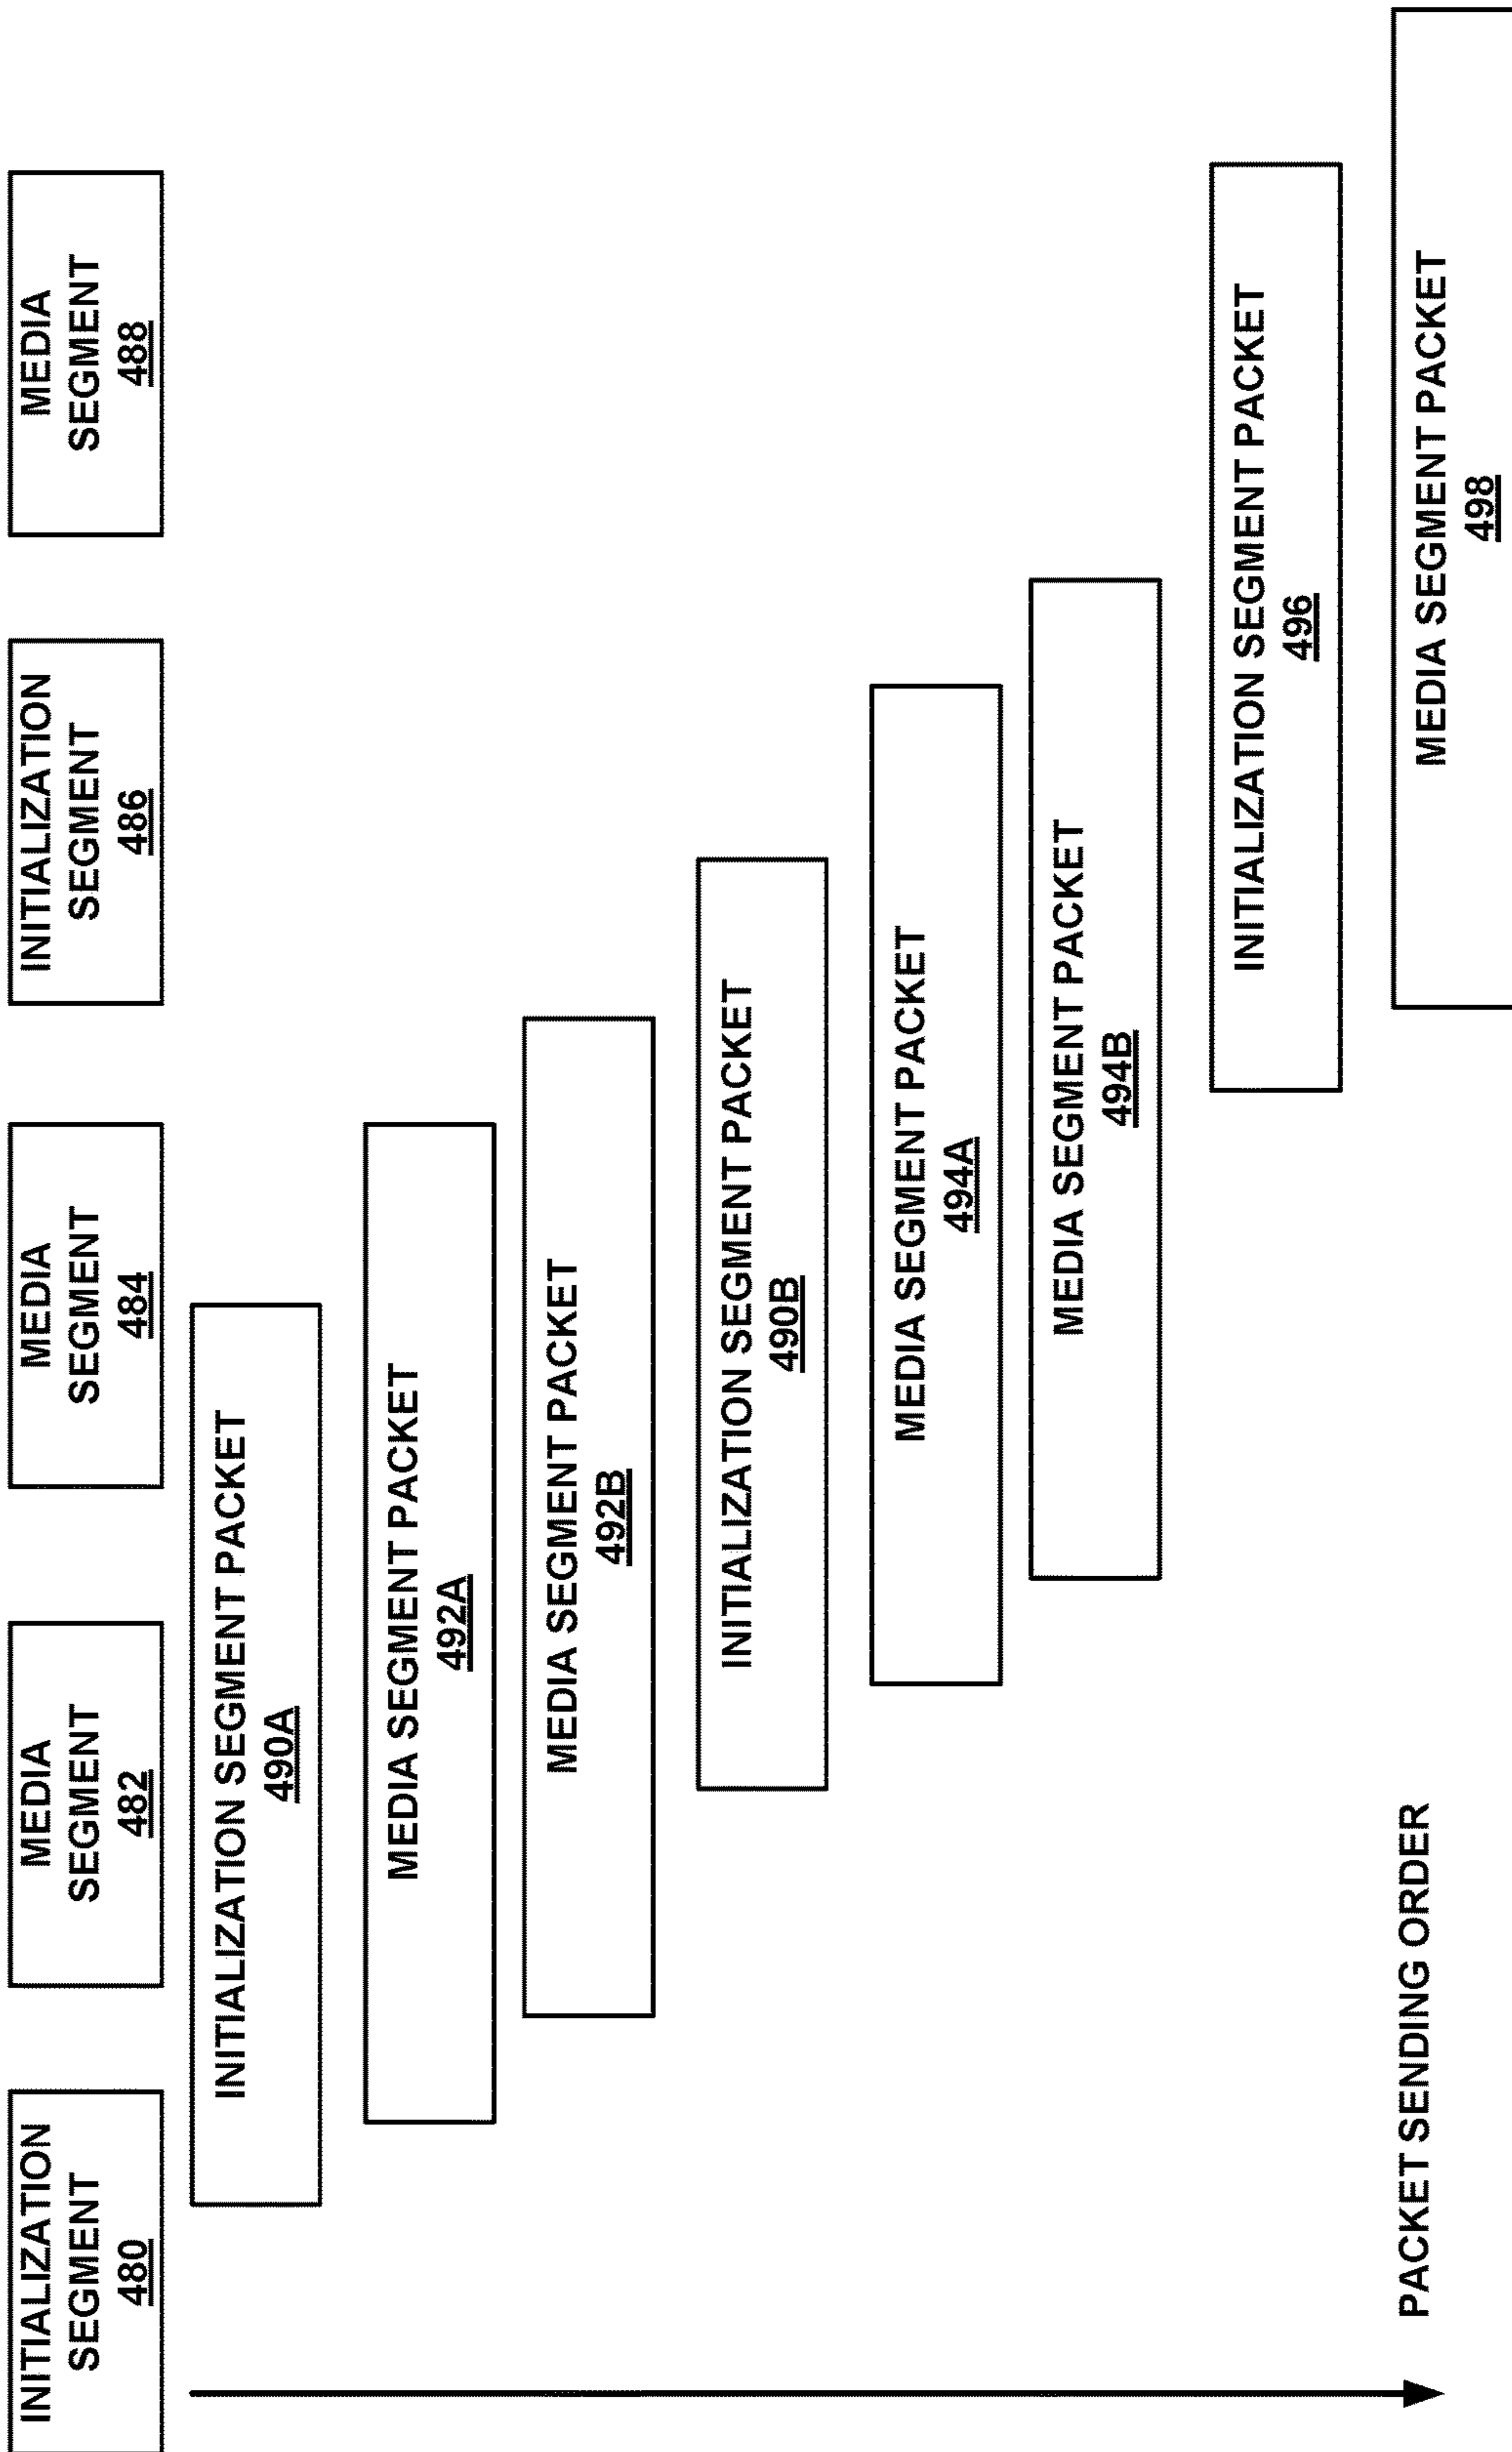 INITIALIZATION
SEGMENT
480
MEDIA
SEGMENT
482
MEDIA
SEGMENT
484
INITIALIZATION
SEGMENT
486
MEDIA
SEGMENT
488
INITIALIZATION SEGMENT PACKET
490A
MEDIA SEGMENT PACKET
492A
MEDIA SEGMENT PACKET
492B
INITIALIZATION SEGMENT PACKET
490B
MEDIA SEGMENT PACKET
494A
MEDIA SEGMENT PACKET
494B
INITIALIZATION SEGMENT PACKET
496
MEDIA SEGMENT PACKET
498
PACKET SENDING ORDER